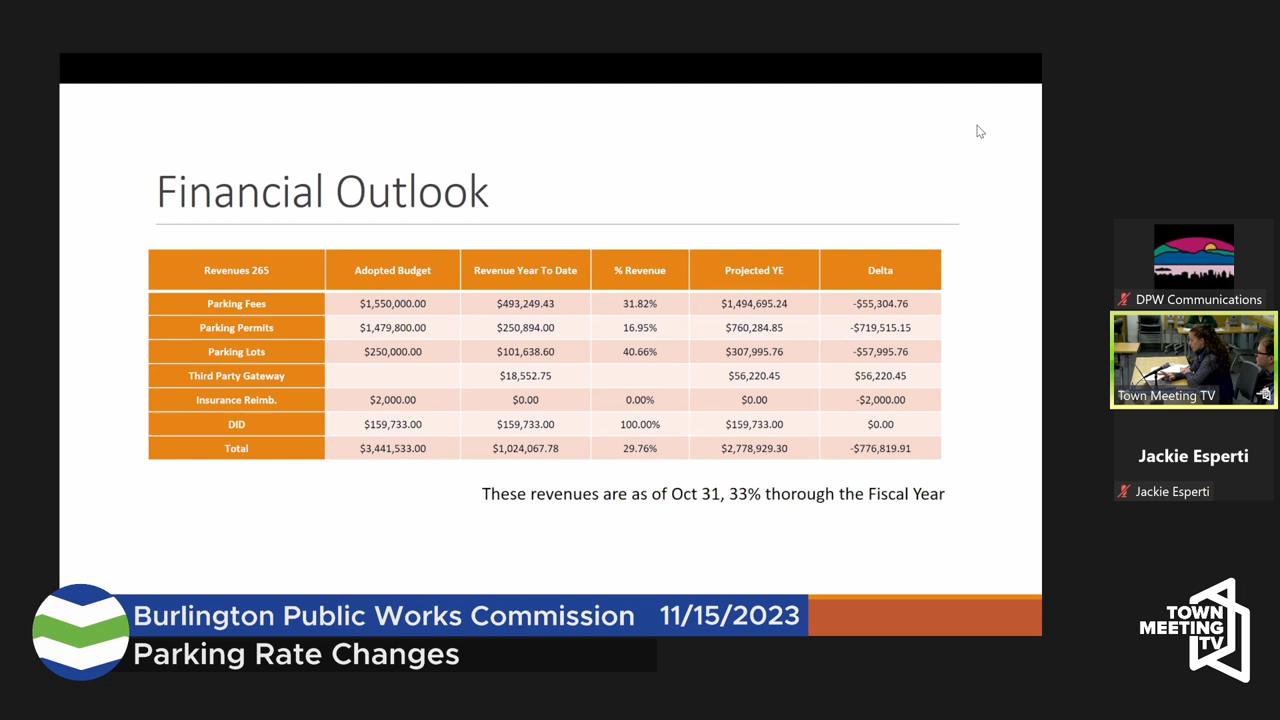 Financial Outlook
Revenues 265 Adopted Budget Revenue Year To Date % Revenue Projected YE Delta
Parking Fees $1,550,000.00 $493,249.43 31.82% $1,494,695.24 -$55,304.76
Parking Permits $1,479,800.00 $250,894.00 16.95% $760,284.85 -$719,515.15
Parking Lots $250,000.00 $101,638.60 40.66% $307,995.76 -$57,995.76
Third Party Gateway $18,552.75 $56,220.45 $56,220.45
Insurance Reimb. $2,000.00 $0.00 0.00% $0.00 -$2,000.00
DID $159,733.00 $159,733.00 100.00% $159,733.00 $0.00
Total $3,441,533.00 $1,024,067.78 29.76% $2,778,929.30 -$776,819.91
These revenues are as of Oct 31, 33% thorough the Fiscal Year
DPW Communications
Town Meeting TV
Jackie Esperti
Jackie Esperti
Burlington Public Works Commission 11/15/2023
Parking Rate Changes
TOWN
MEETING
TV